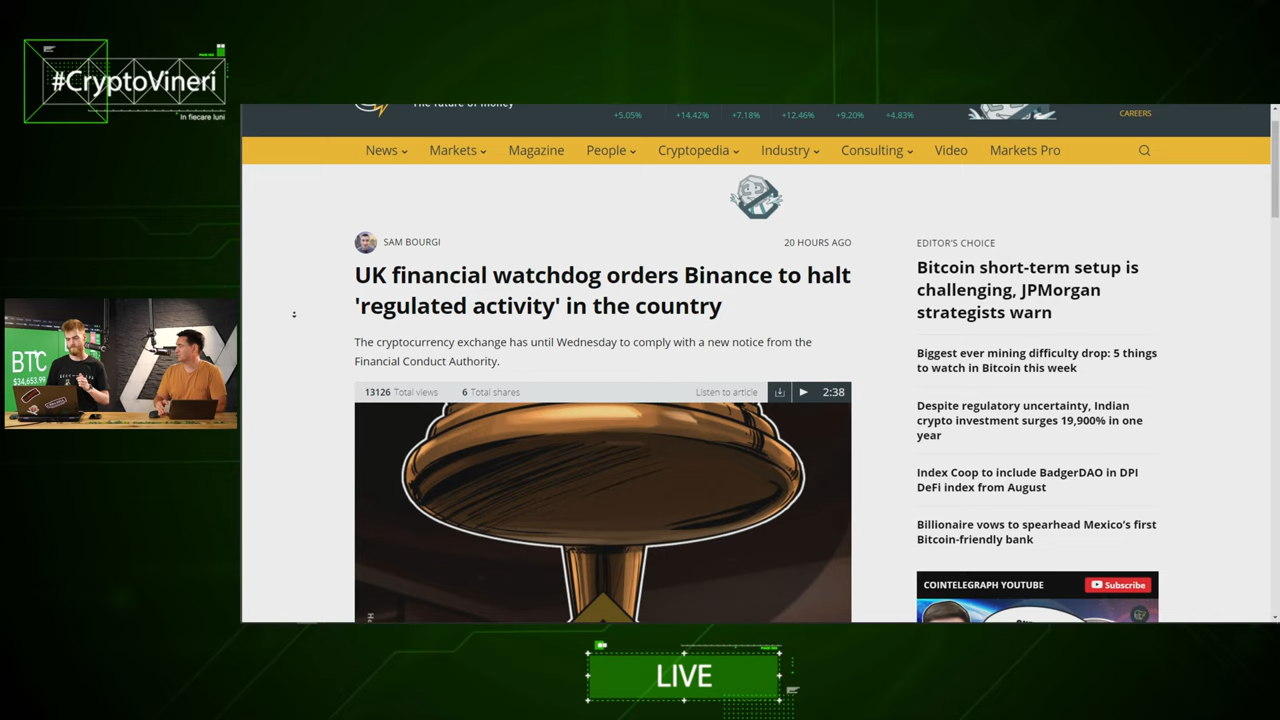 #CryptoVineri
în fiecare luni
The future of money
+5.05%
+14.42%
+7.18%
+12.46%
+9.20%
+4.83%
CAREERS
News
Markets
Magazine
People
Cryptopedia
Industry
Consulting
Video
Markets Pro
SAM BOURGI
20 HOURS AGO
UK financial watchdog orders Binance to halt
'regulated activity' in the country
The cryptocurrency exchange has until Wednesday to comply with a new notice from the
Financial Conduct Authority.
13126 Total views
6 Total shares
Listen to article
2:38
EDITOR'S CHOICE
Bitcoin short-term setup is
challenging, JPMorgan
strategists warn
Biggest ever mining difficulty drop: 5 things
to watch in Bitcoin this week
Despite regulatory uncertainty, Indian
crypto investment surges 19,900% in one
year
Index Coop to include BadgerDAO in DPI
DeFi index from August
Billionaire vows to spearhead Mexico's first
Bitcoin-friendly bank
COINTELEGRAPH YOUTUBE
Subscribe
BTC
$34,653.99
LIVE